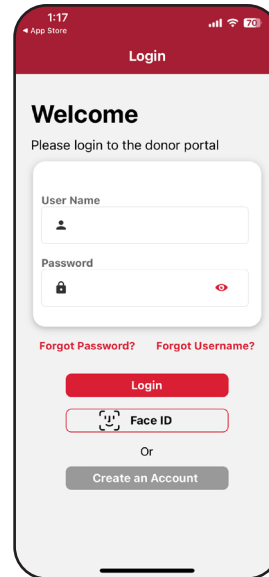 1:17
70
◀ App Store
Login
Welcome
Please login to the donor portal
User Name
Password
Forgot Password? Forgot Username?
Login
Face ID
Or
Create an Account